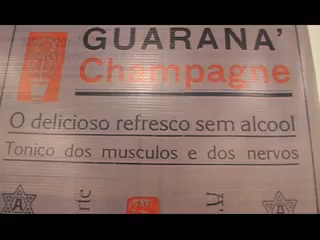 GUARANA'
Champagne
O delicioso refresco sem alcool
Tonico dos musculos e dos nervos
A
A